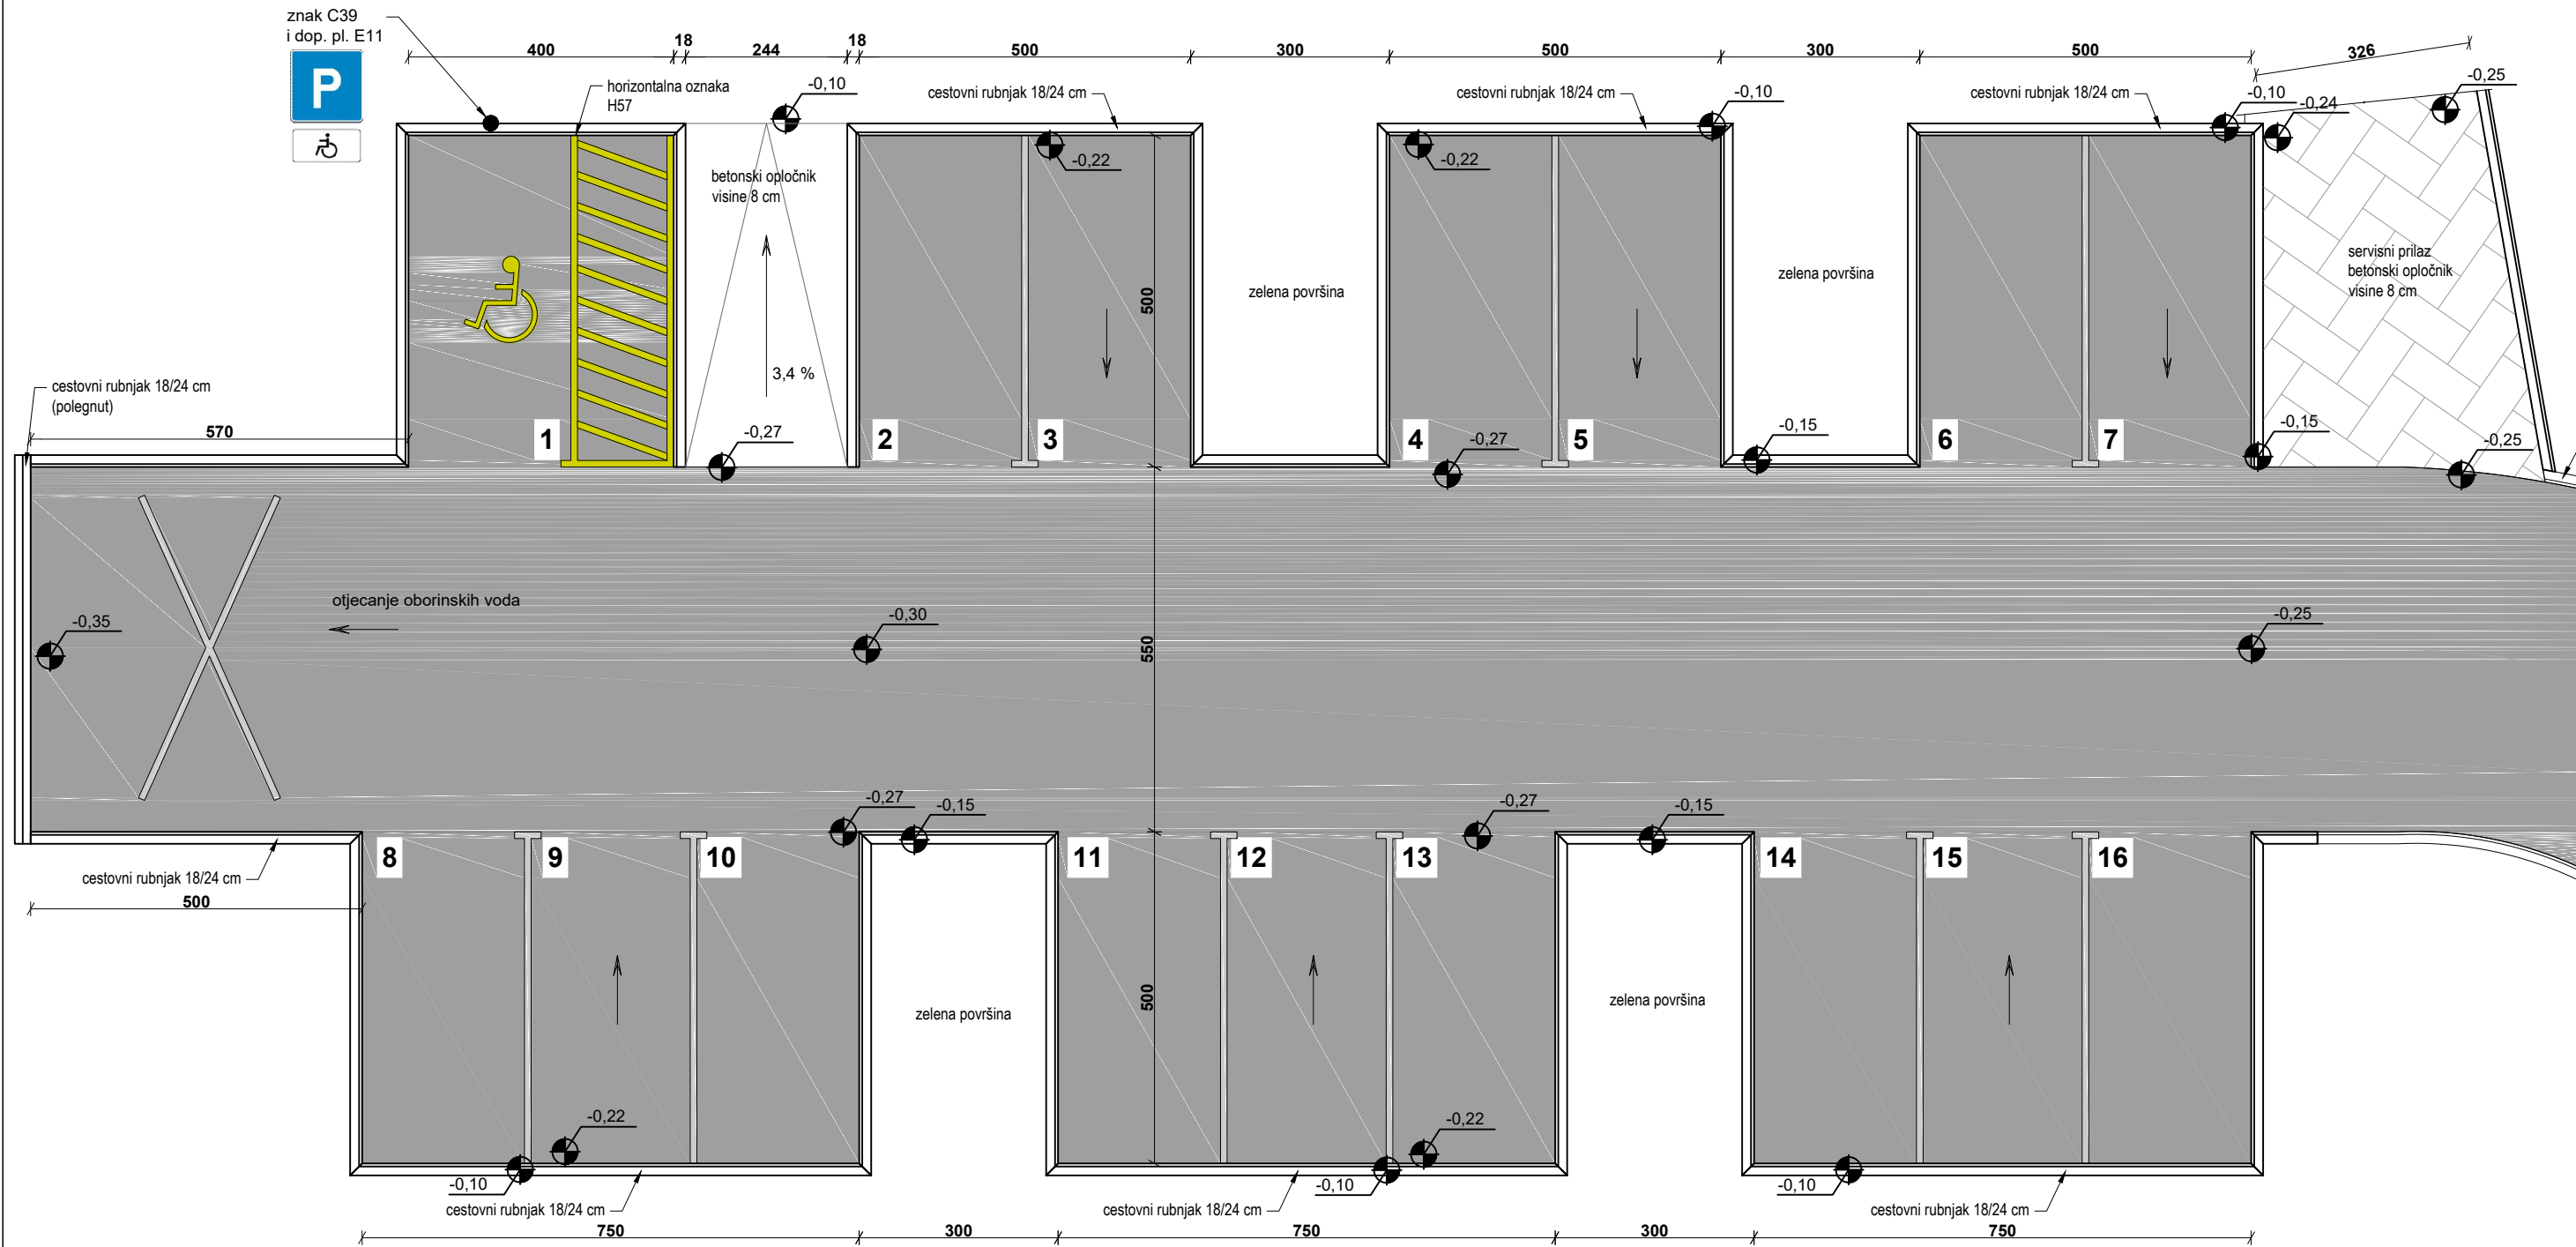 znak C39
i dop. pl. E11
P
400
18
244
18
500
300
500
300
500
326
horizontalna oznaka
H57
-0,10
cestovni rubnjak 18/24 cm
cestovni rubnjak 18/24 cm
-0,10
cestovni rubnjak 18/24 cm
-0,10
-0,24
-0,25
-0,22
-0,22
betonski opločnik
visine 8 cm
zelena površina
zelena površina
servisni prilaz
betonski opločnik
visine 8 cm
500
3,4 %
cestovni rubnjak 18/24 cm
(polegnut)
570
1
-0,27
2
3
4
-0,27
5
-0,15
6
7
-0,15
-0,25
otjecanje oborinskih voda
-0,35
-0,30
550
-0,25
-0,27
-0,15
-0,27
-0,15
8
9
10
11
12
13
14
15
16
cestovni rubnjak 18/24 cm
500
500
zelena površina
zelena površina
-0,22
-0,22
-0,10
-0,10
-0,10
cestovni rubnjak 18/24 cm
cestovni rubnjak 18/24 cm
cestovni rubnjak 18/24 cm
750
300
750
300
750